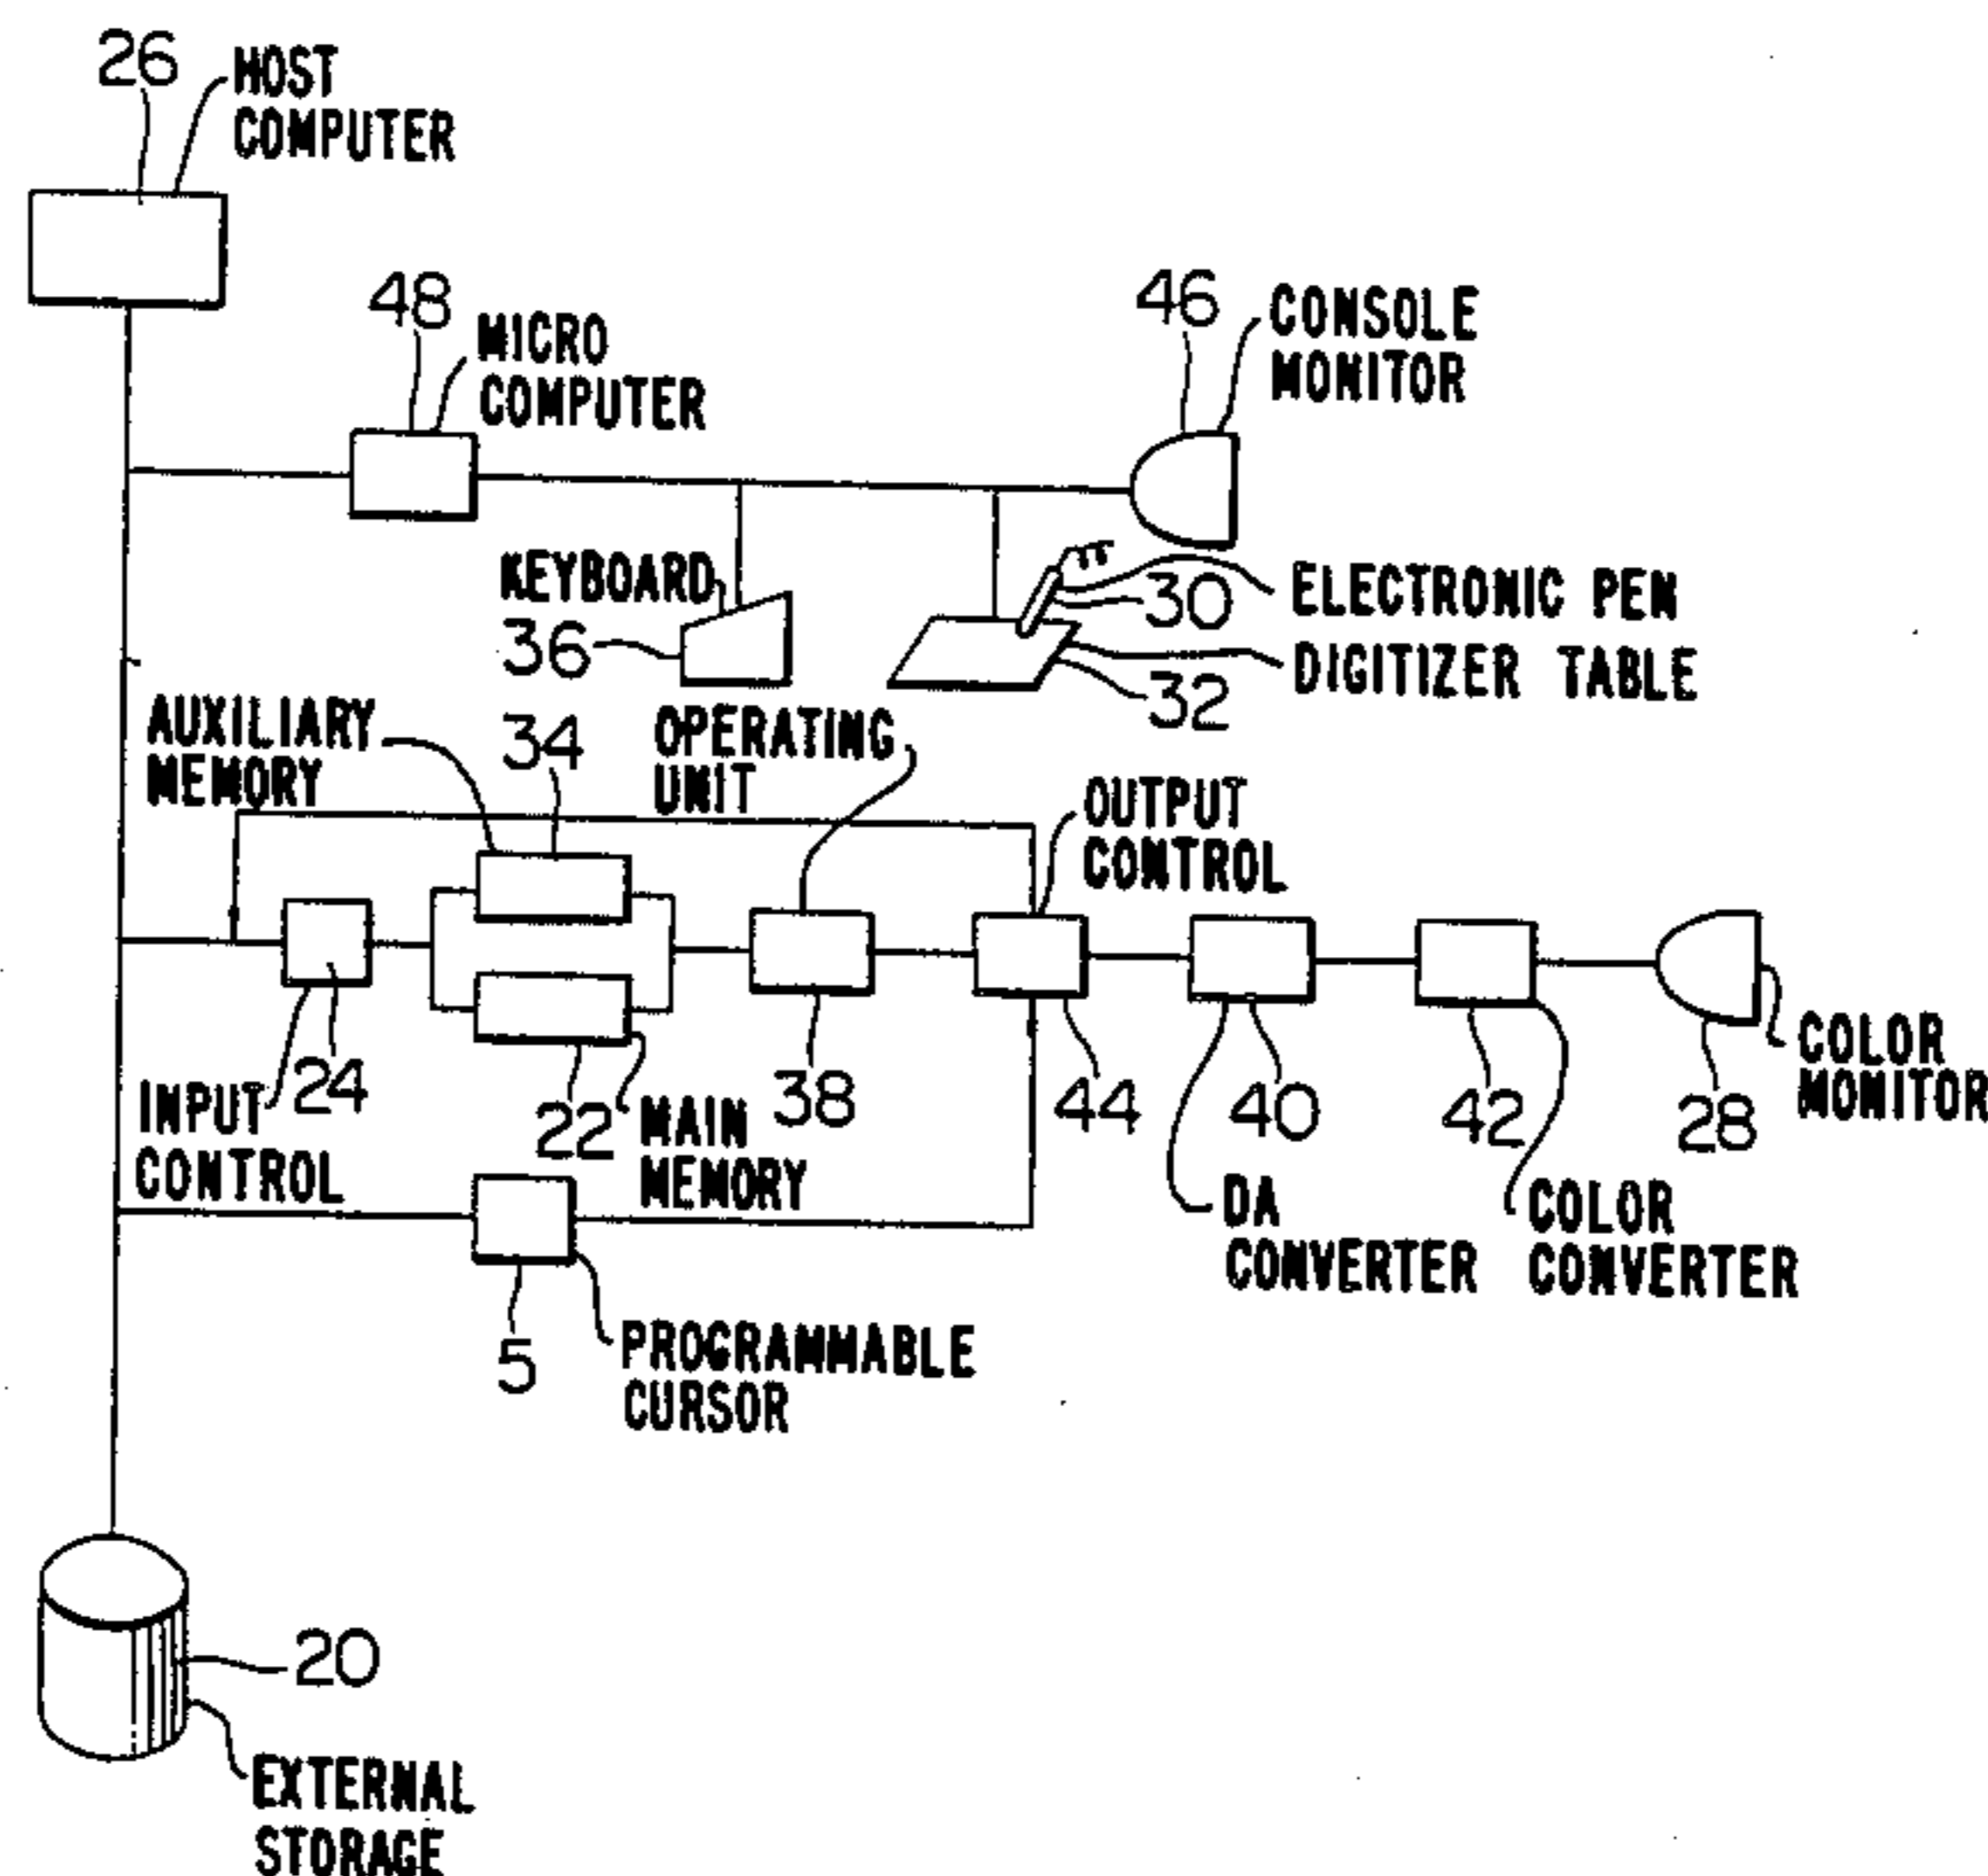 26
HOST
COMPUTER
48
MICRO
COMPUTER
46
CONSOLE
MONITOR
KEYBOARD
36
30
ELECTRONIC PEN
DIGITIZER TABLE
32
AUXILIARY
MEMORY
34
OPERATING
UNIT
OUTPUT
CONTROL
INPUT
CONTROL
24
22
MAIN
MEMORY
38
44
40
DA
CONVERTER
42
COLOR
CONVERTER
28
COLOR
MONITOR
5
PROGRAMMABLE
CURSOR
20
EXTERNAL
STORAGE